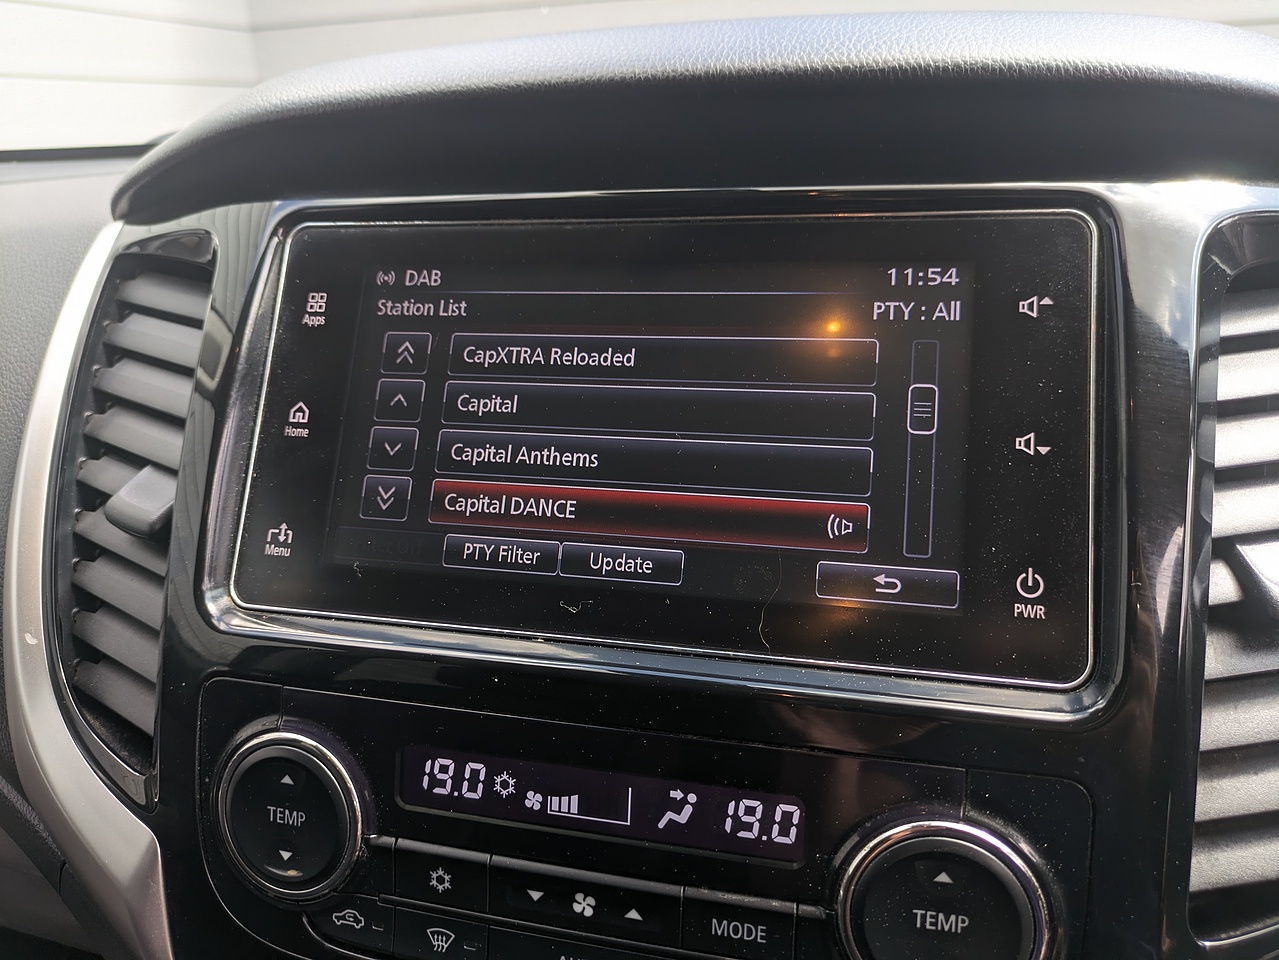 DAB
11:54
Station List
PTY : All
Apps
CapXTRA Reloaded
Capital
Home
Capital Anthems
Capital DANCE
Menu
PTY Filter
Update
PWR
19.0
19.0
TEMP
TEMP
MODE